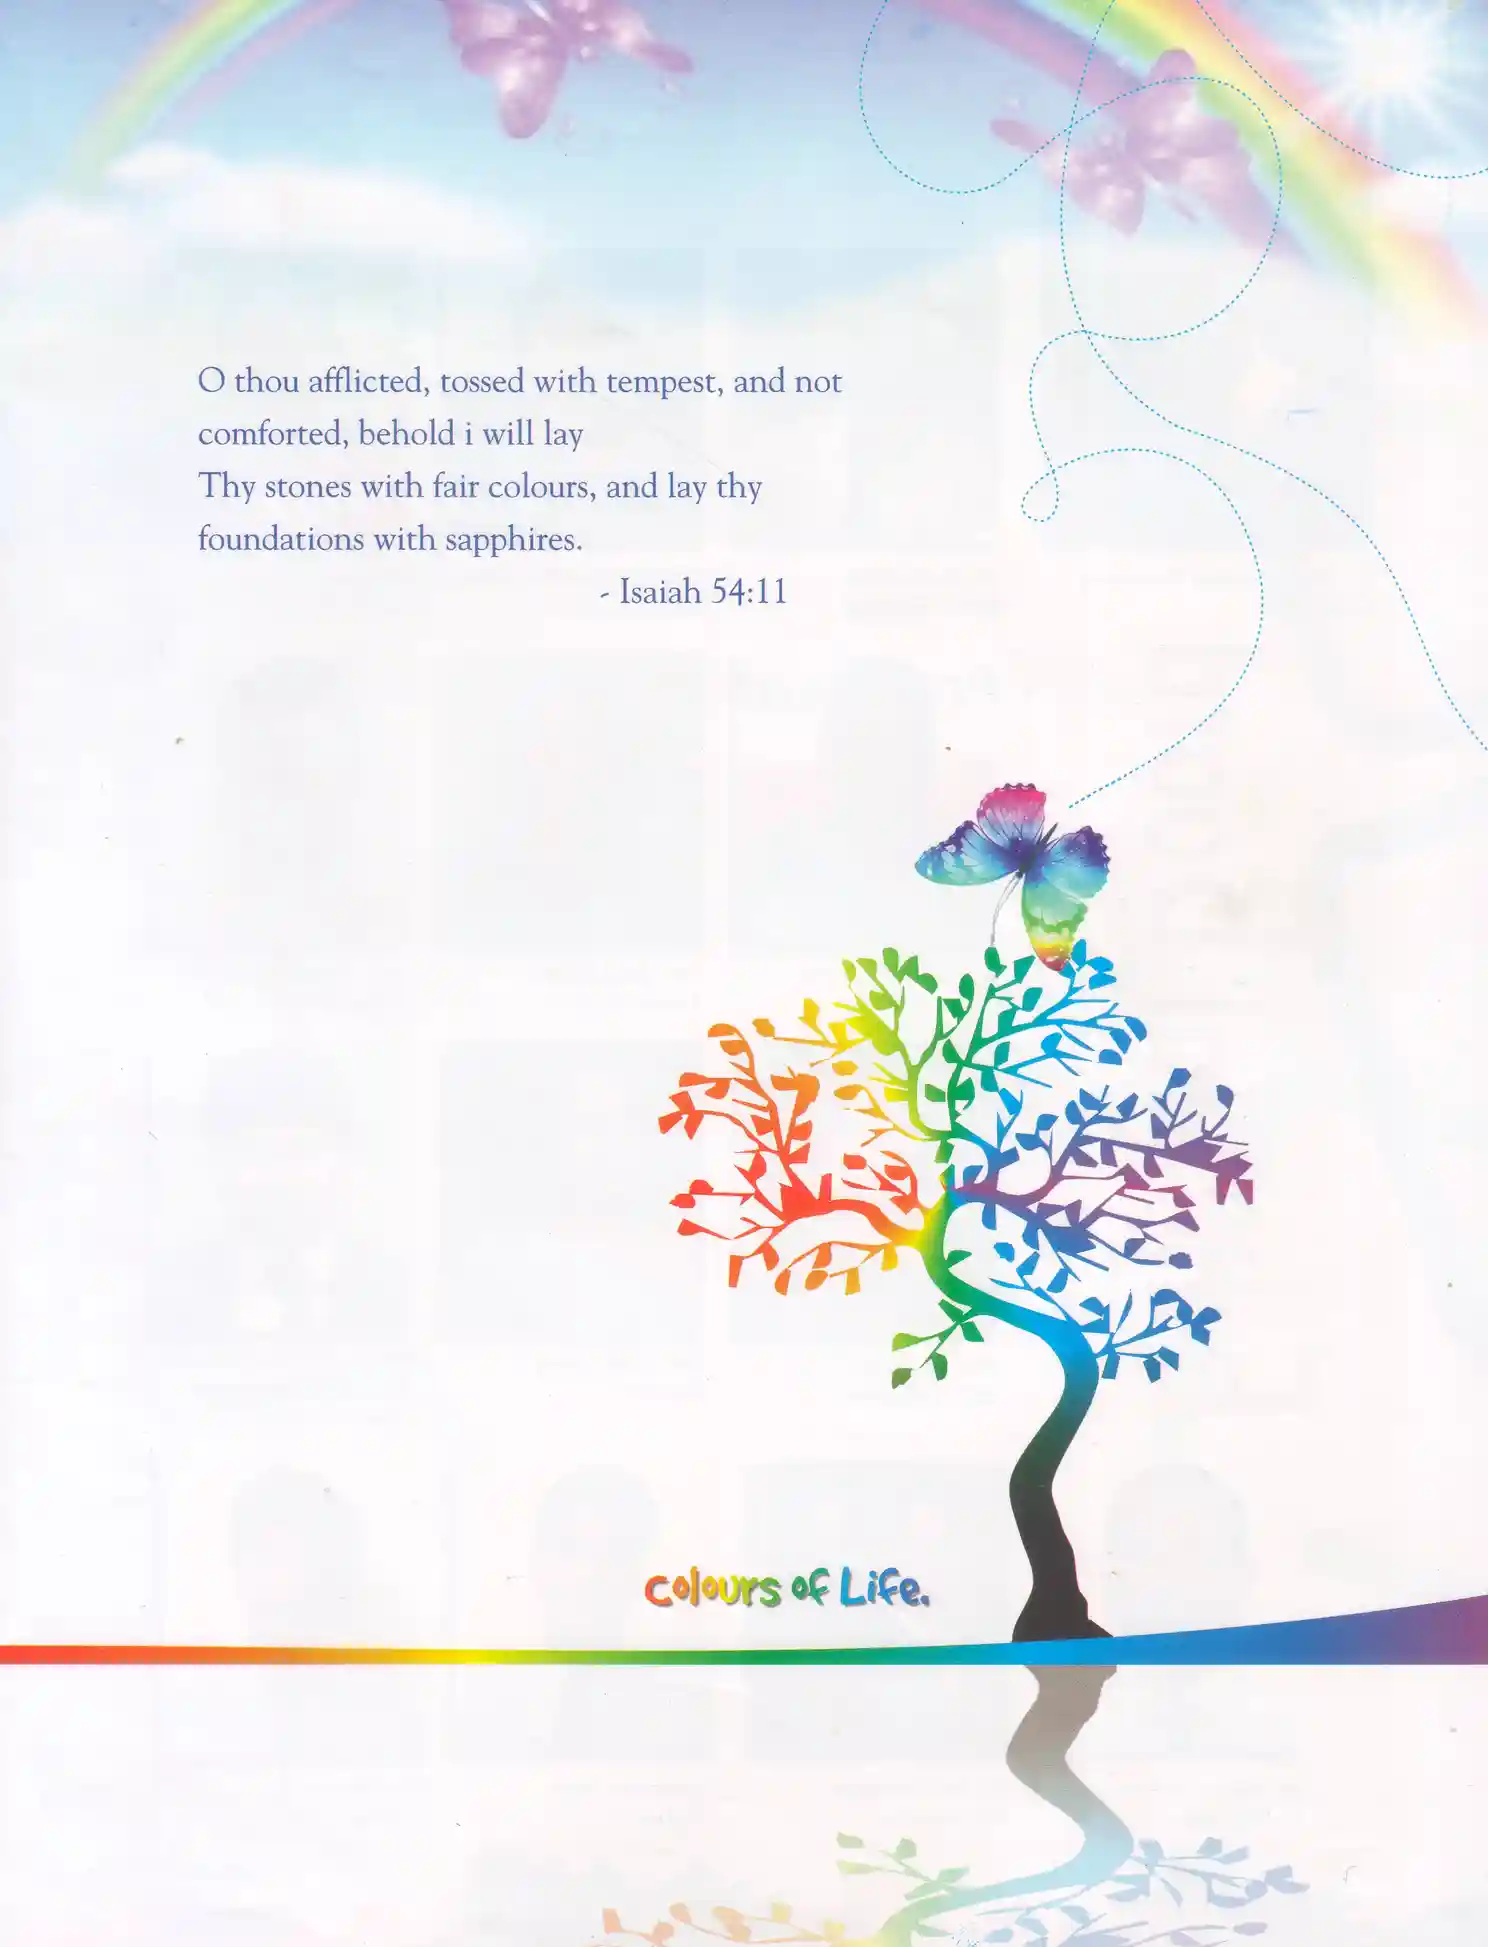 O thou afflicted, tossed with tempest, and not
comforted, behold i will lay
Thy stones with fair colours, and lay thy
foundations with sapphires.
- Isaiah 54:11
Colours of Life.